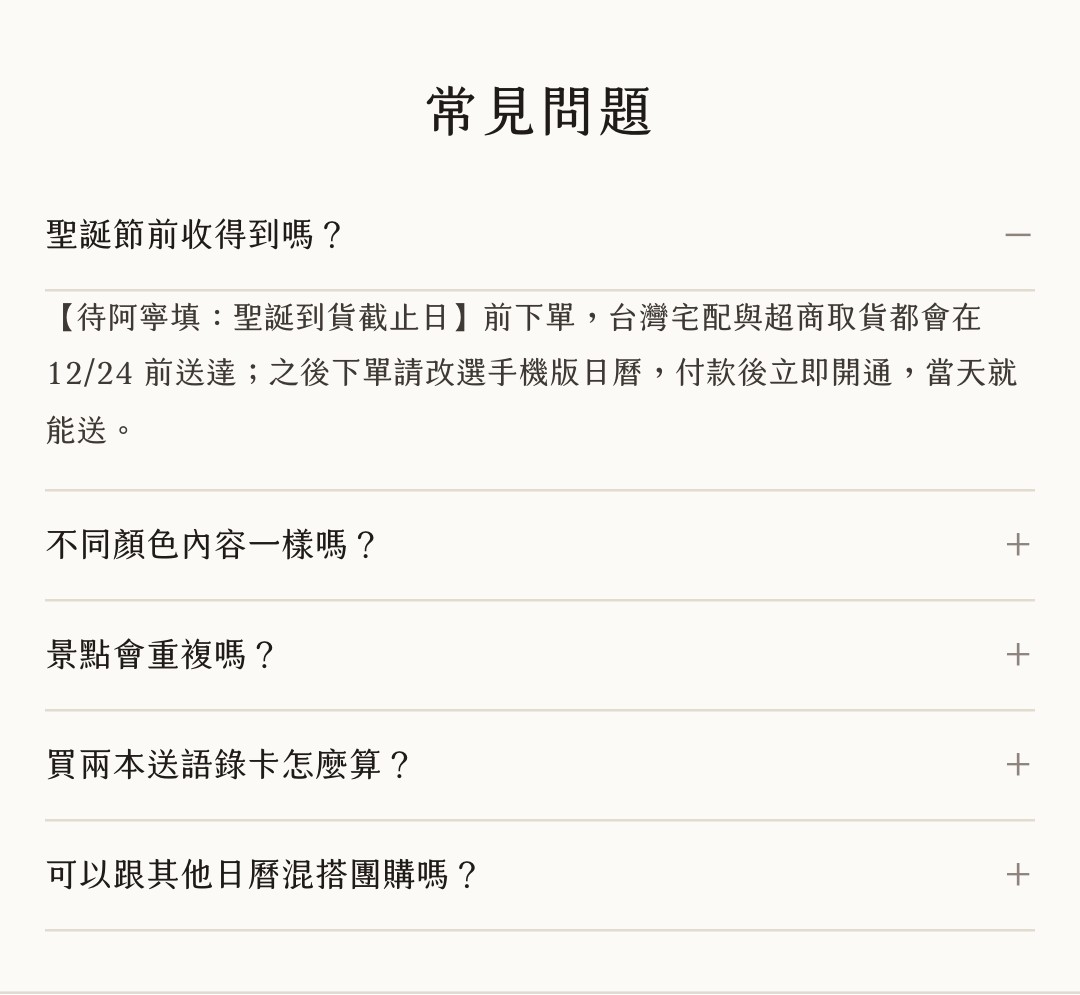 常見問題
聖誕節前收得到嗎？
【待阿寧填：聖誕到貨截止日】前下單，台灣宅配與超商取貨都會在
12/24 前送達；之後下單請改選手機版日曆，付款後立即開通，當天就
能送。
不同顏色內容一樣嗎？
景點會重複嗎？
買兩本送語錄卡怎麼算？
可以跟其他日曆混搭團購嗎？